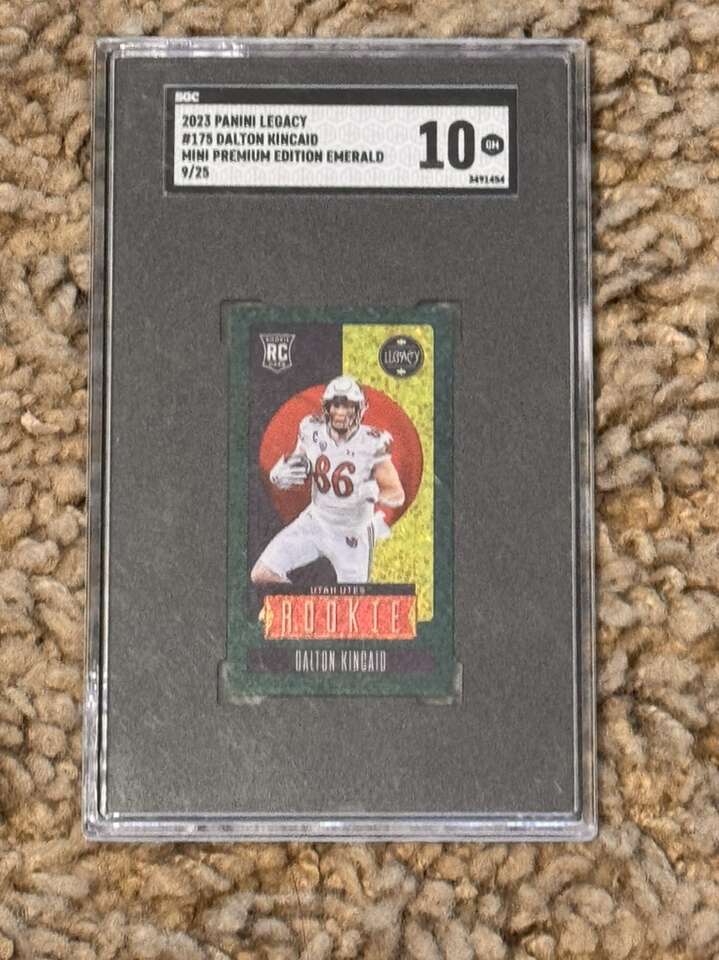 SGC
2023 PANINI LEGACY
#175 DALTON KINCAID
MINI PREMIUM EDITION EMERALD
9/25
10 GM
3491454
ROOKIE
RC
LEGACY
C
86
UTAH UTES
ROOKIE
DALTON KINCAID